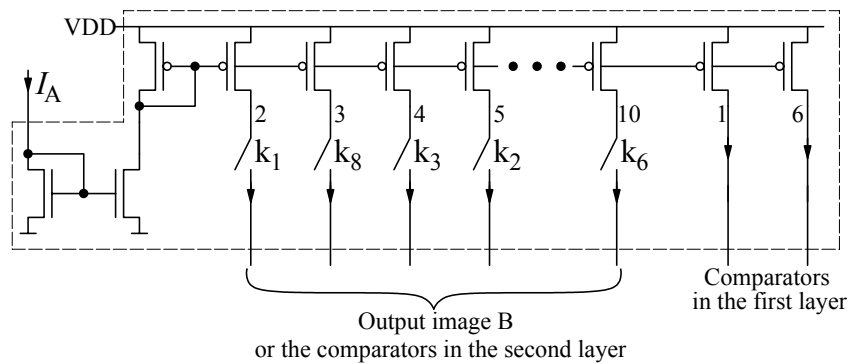 VDD
I_A
2 3 4 5 10 1 6
k_1 k_8 k_3 k_2 k_6
Comparators
in the first layer
Output image B
or the comparators in the second layer